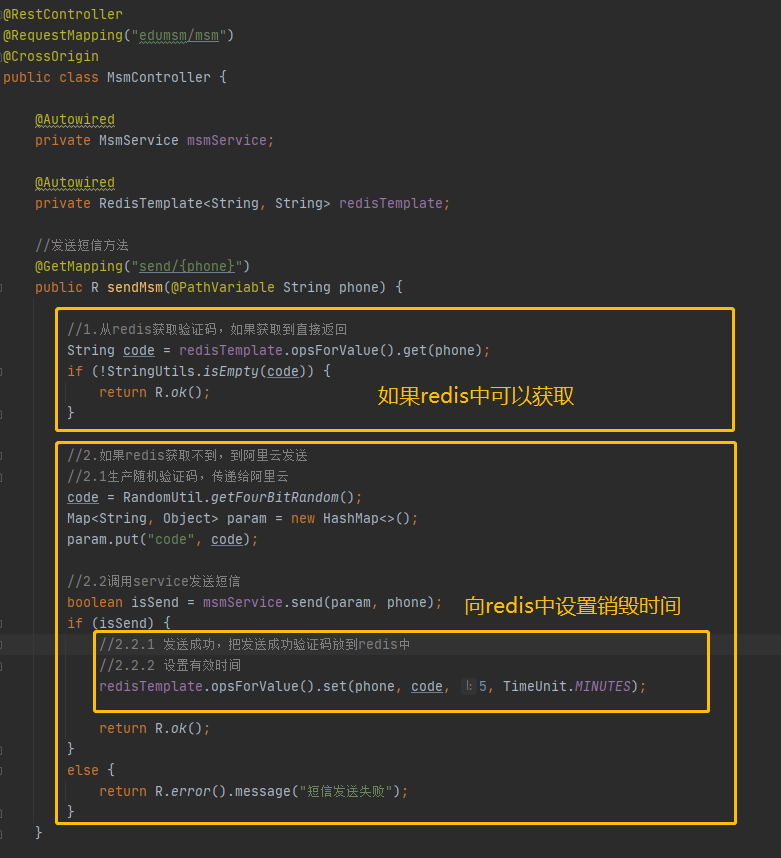 @RestController
@RequestMapping("edumsm/msm")
@CrossOrigin
public class MsmController {
@Autowired
private MsmService msmService;
@Autowired
private RedisTemplate<String, String> redisTemplate;
//发送短信方法
@GetMapping("send/{phone}")
public R sendMsm(@PathVariable String phone) {
//1.从redis获取验证码，如果获取到直接返回
String code = redisTemplate.opsForValue().get(phone);
if (!StringUtils.isEmpty(code)) {
return R.ok();
如果redis中可以获取
}
//2.如果redis获取不到，到阿里云发送
//2.1生产随机验证码，传递给阿里云
code = RandomUtil.getFourBitRandom();
Map<String, Object> param = new HashMap<>();
param.put("code", code);
//2.2调用service发送短信
boolean isSend = msmService.send(param, phone);
向redis中设置销毁时间
if (isSend) {
//2.2.1 发送成功，把发送成功验证码放到redis中
//2.2.2 设置有效时间
redisTemplate.opsForValue().set(phone, code, l: 5, TimeUnit.MINUTES);
return R.ok();
}
else {
return R.error().message("短信发送失败");
}
}